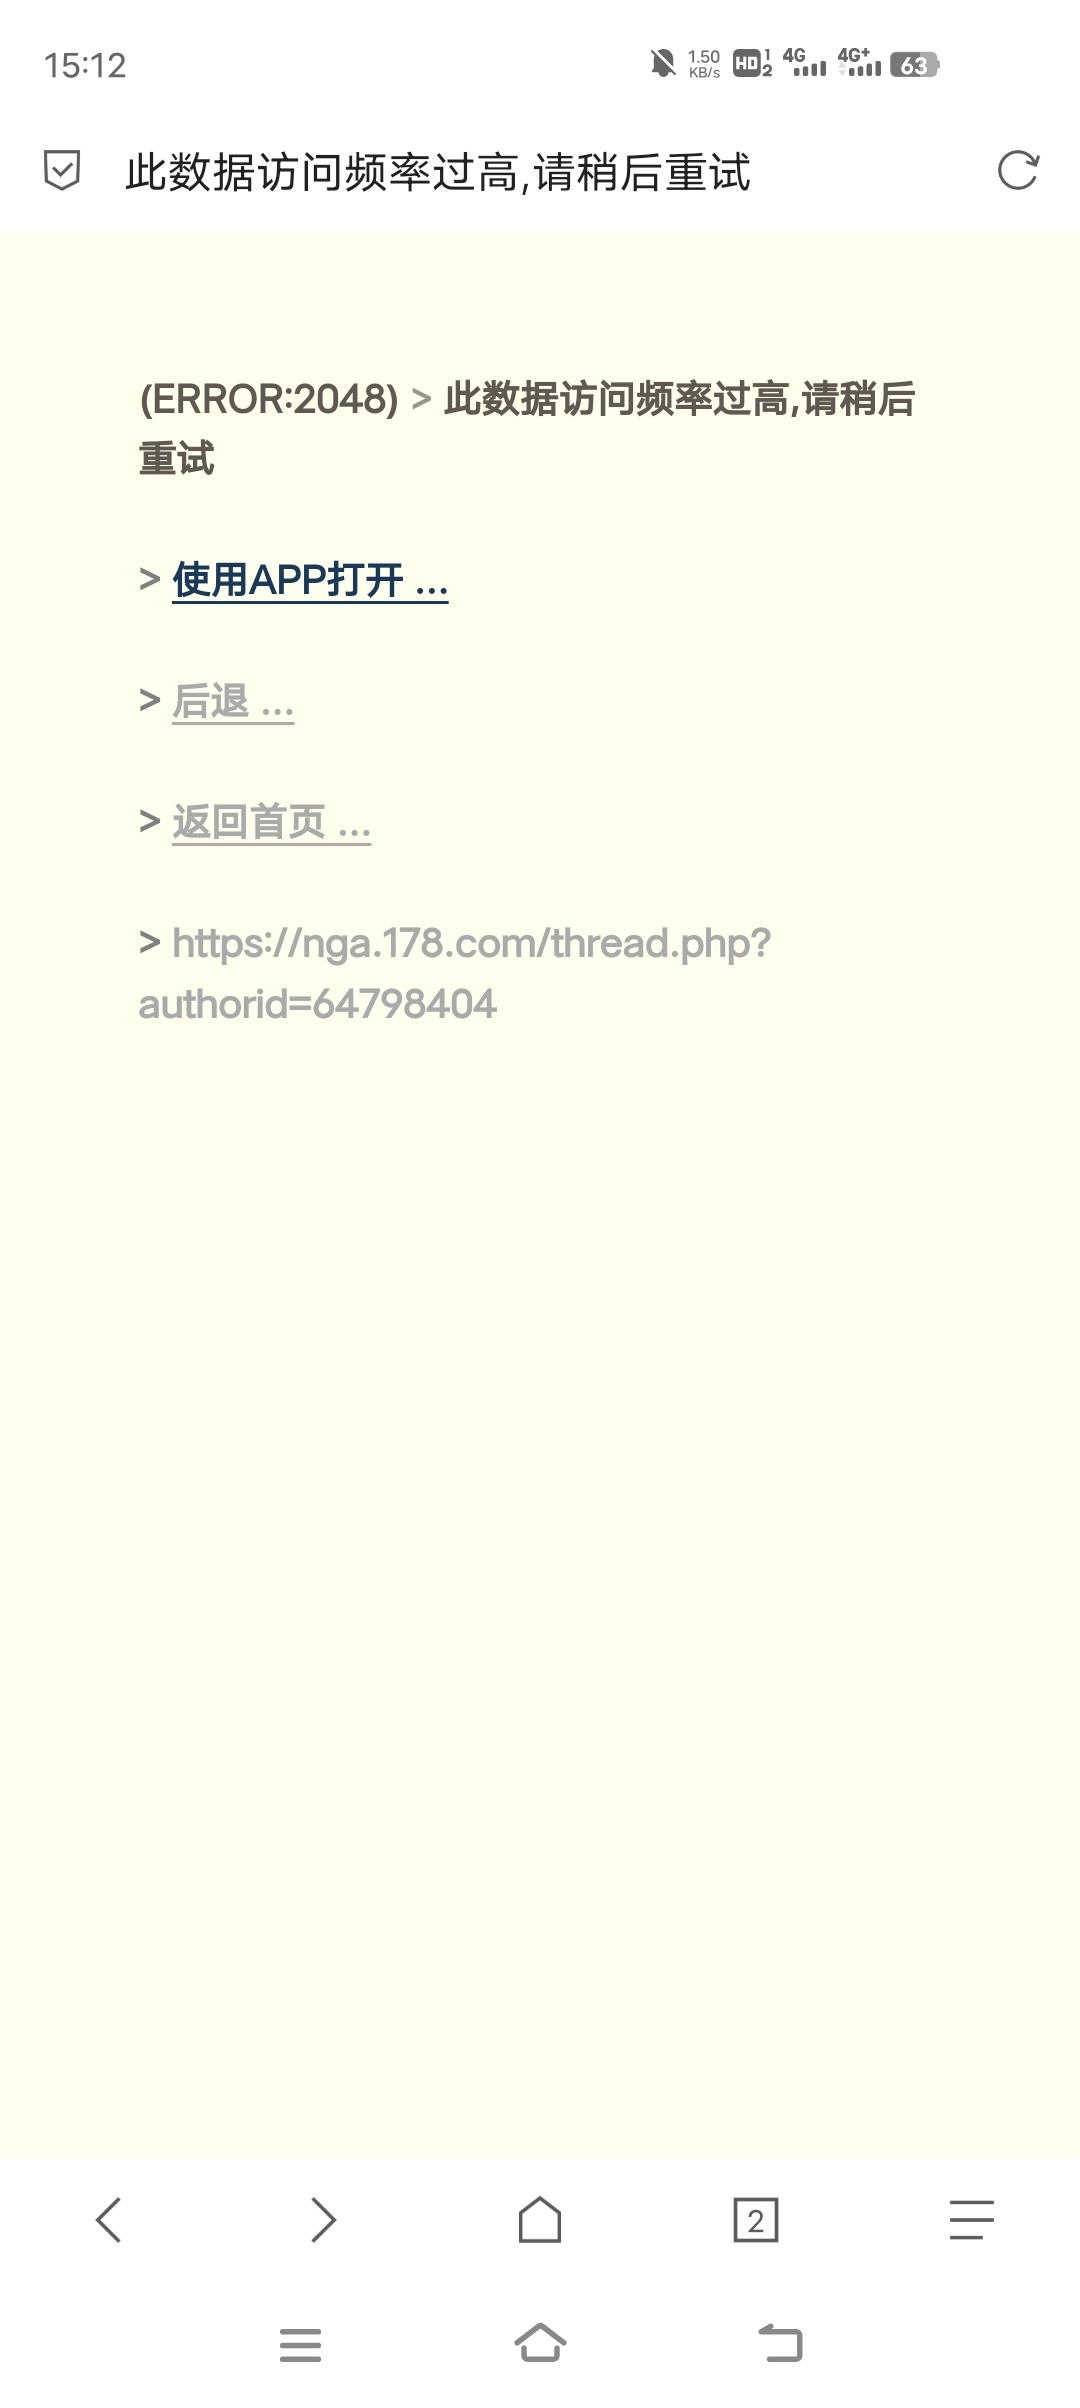 15:12
1.50
KB/s
HD
1
2
4G
4G+
63
此数据访问频率过高,请稍后重试
(ERROR:2048) > 此数据访问频率过高,请稍后
重试
> 使用APP打开 ...
> 后退 ...
> 返回首页 ...
> https://nga.178.com/thread.php?
authorid=64798404
2